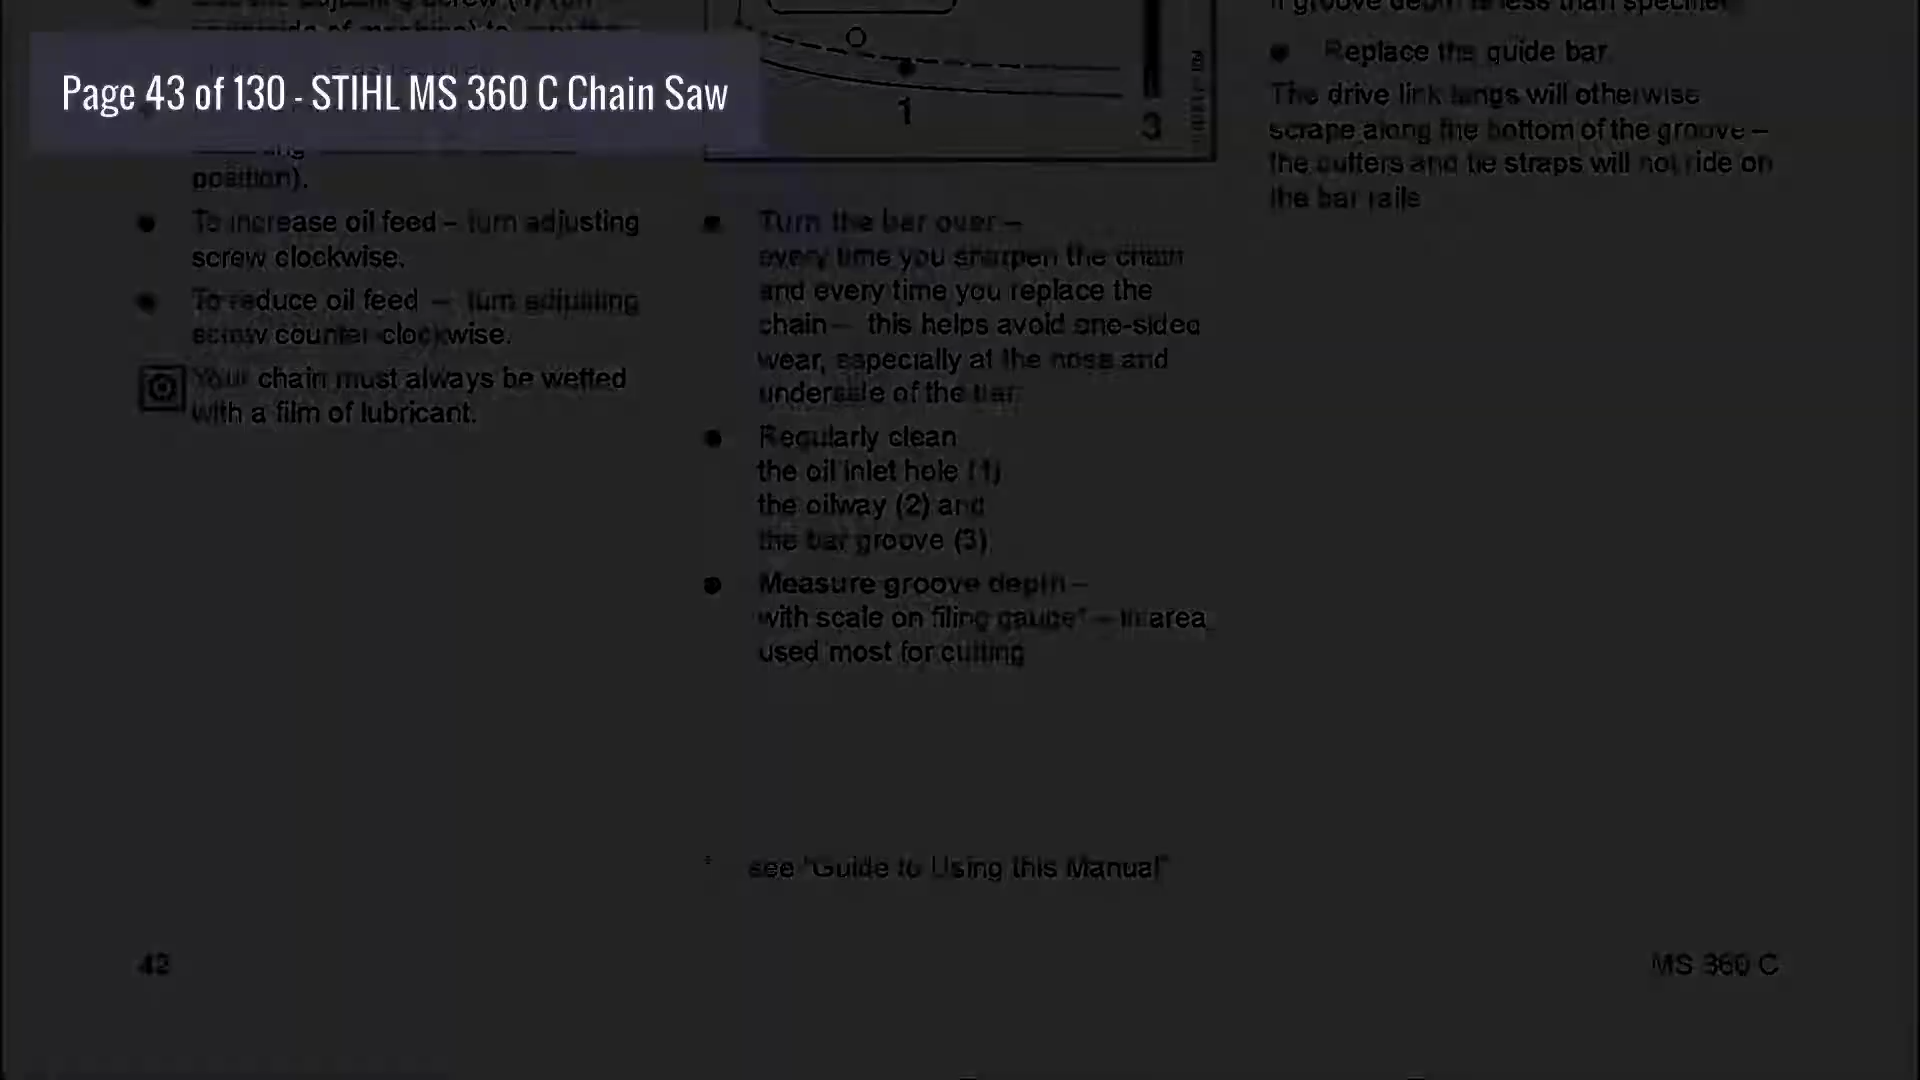 Page 43 of 130 - STIHL MS 360 C Chain Saw
position).
To increase oil feed – turn adjusting
screw clockwise.
To reduce oil feed – turn adjusting
screw counter-clockwise.
Your chain must always be wetted
with a film of lubricant.
42
1
3
Turn the bar over –
every time you sharpen the chain
and every time you replace the
chain – this helps avoid one-sided
wear, especially at the nose and
underside of the bar
Regularly clean
the oil inlet hole (1)
the oilway (2) and
the bar groove (3)
Measure groove depth –
with scale on filing gauge* – in area
used most for cutting
* see "Guide to Using this Manual"
If groove depth is less than specified:
Replace the guide bar.
The drive link tangs will otherwise
scrape along the bottom of the groove –
the cutters and tie straps will not ride on
the bar rails
MS 360 C